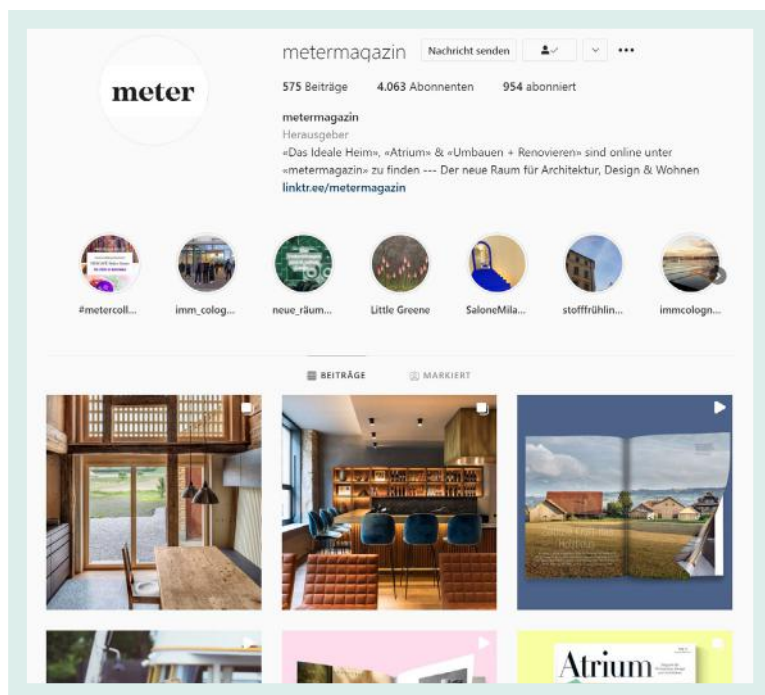 meter
metermagazin Nachricht senden
575 Beiträge 4.063 Abonnenten 954 abonniert
metermagazin
Herausgeber
«Das Ideale Heim», «Atrium» & «Umbauen + Renovieren» sind online unter
«metermagazin» zu finden --- Der neue Raum für Architektur, Design & Wohnen
linktr.ee/metermagazin
#metercoll... imm_colog... neue_räum... Little Greene SaloneMila... stofffrühlin... immcologn...
BEITRÄGE MARKIERT
Atrium